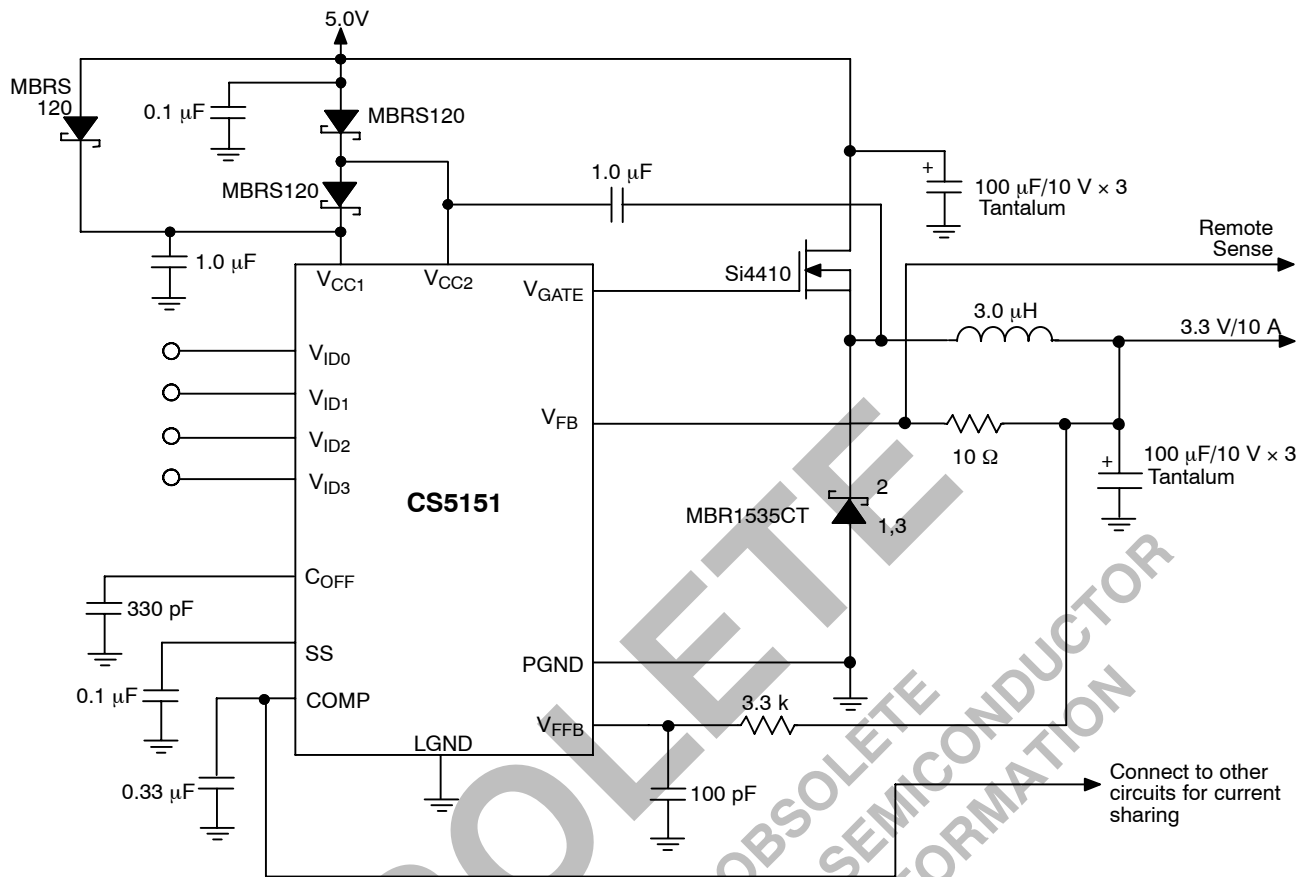 5.0V
MBRS
120
0.1 μF
MBRS120
MBRS120
1.0 μF
1.0 μF
+
100 μF/10 V × 3
Tantalum
Remote
Sense
VCC1
VCC2
VGATE
Si4410
3.0 μH
3.3 V/10 A
VID0
VID1
VID2
VID3
VFB
10 Ω
+
100 μF/10 V × 3
Tantalum
CS5151
MBR1535CT
2
1,3
COFF
330 pF
SS
0.1 μF
COMP
0.33 μF
PGND
3.3 k
VFFB
LGND
100 pF
Connect to other
circuits for current
sharing
OBSOLETE
OBSOLETE
SEMICONDUCTOR
FORMATION